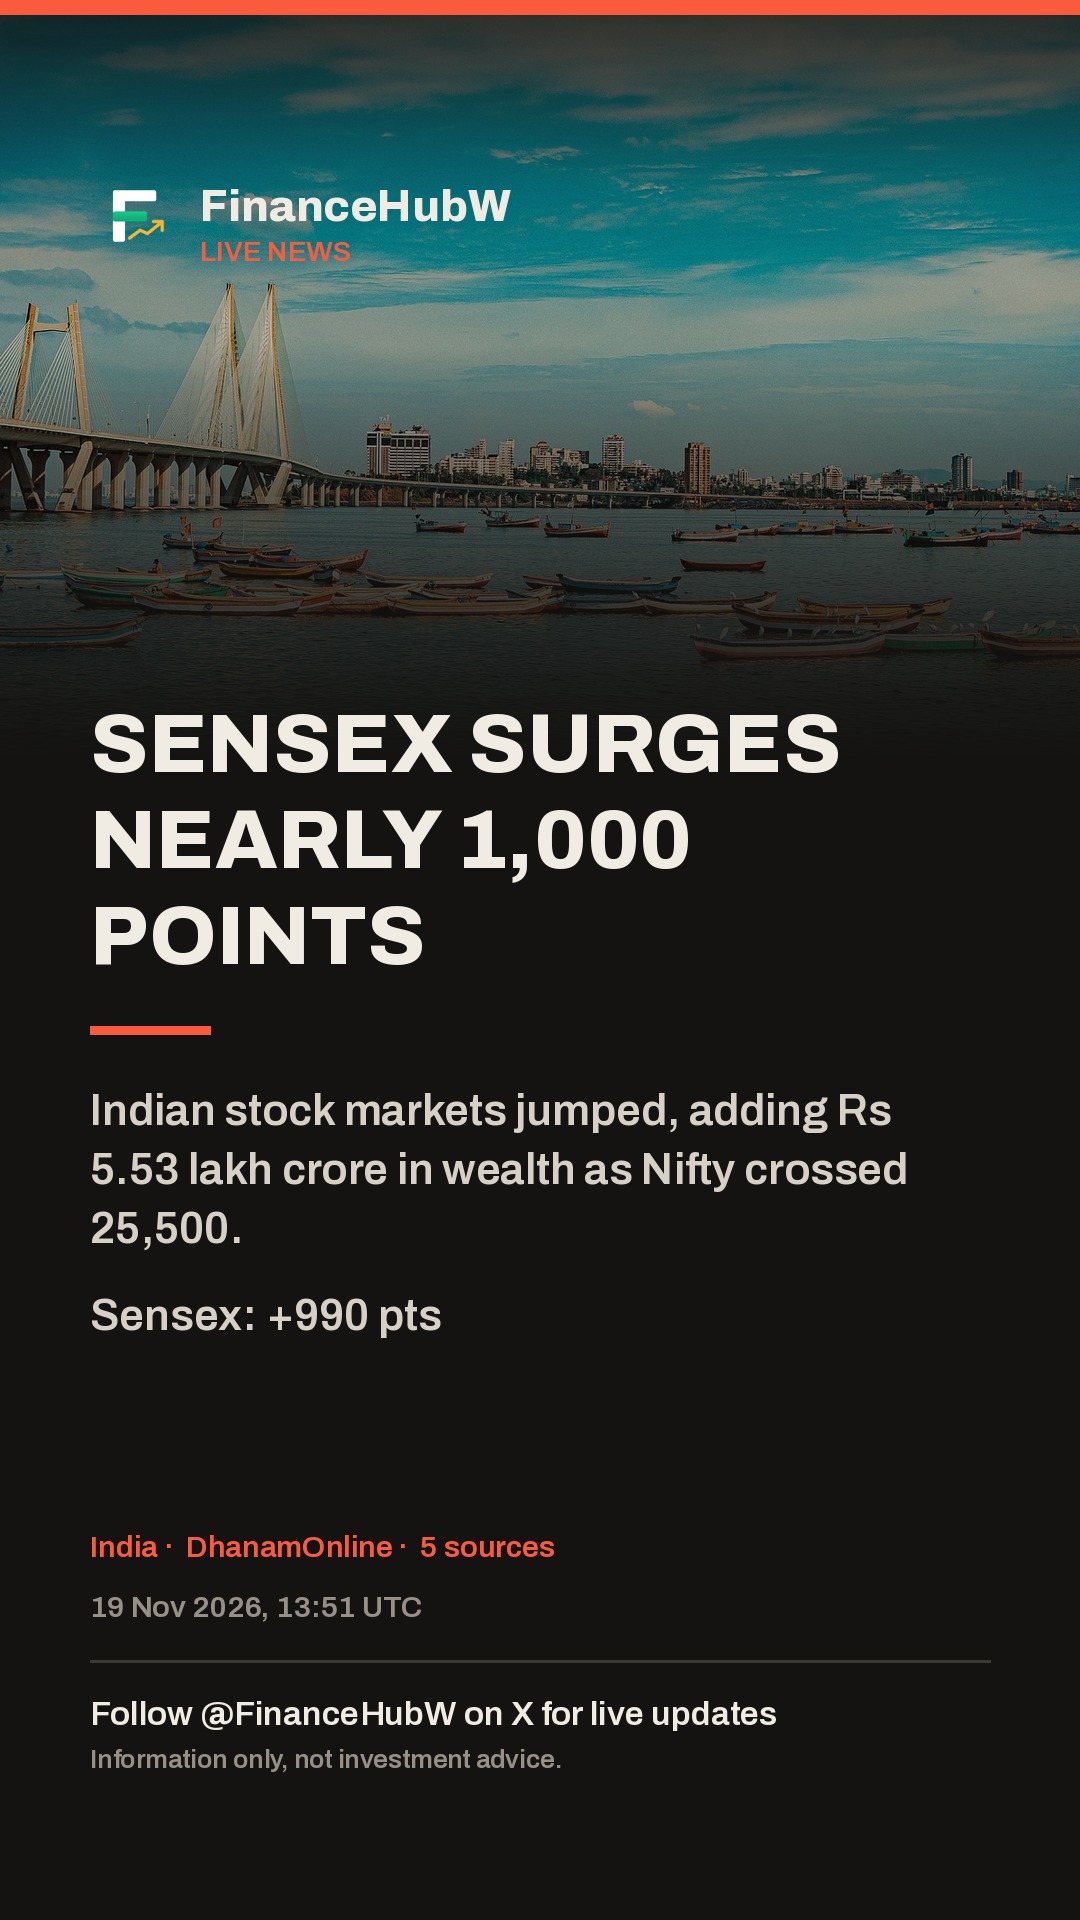 FinanceHubW
LIVE NEWS
SENSEX SURGES
NEARLY 1,000
POINTS
Indian stock markets jumped, adding Rs
5.53 lakh crore in wealth as Nifty crossed
25,500.
Sensex: +990 pts
India · DhanamOnline · 5 sources
19 Nov 2026, 13:51 UTC
Follow @FinanceHubW on X for live updates
Information only, not investment advice.